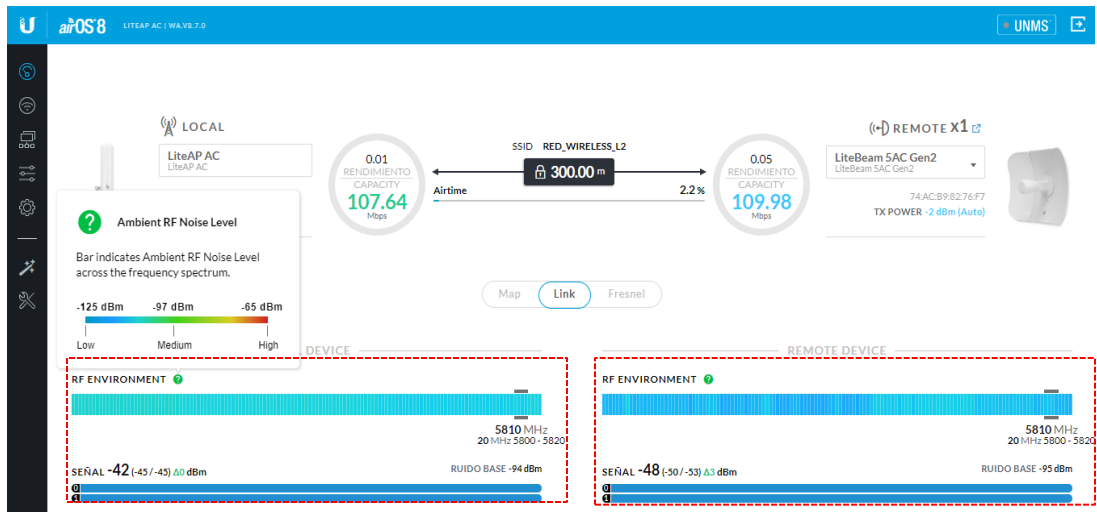 airOS 8 LITEAP AC | WA.V8.7.0 UNMS
LOCAL
LiteAP AC
LiteAP AC
0.01
RENDIMIENTO
CAPACITY
107.64
Mbps
SSID RED_WIRELESS_L2
300.00 m
Airtime 2.2 %
0.05
RENDIMIENTO
CAPACITY
109.98
Mbps
REMOTE X1
LiteBeam 5AC Gen2
LiteBeam 5AC Gen2
74:AC:B9:82:76:F7
TX POWER -2 dBm (Auto)
Ambient RF Noise Level
Bar indicates Ambient RF Noise Level
across the frequency spectrum.
-125 dBm -97 dBm -65 dBm
Low Medium High
Map Link Fresnel
DEVICE
RF ENVIRONMENT
5810 MHz
20 MHz 5800 - 5820
SEÑAL -42 (-45 / -45) Δ0 dBm RUIDO BASE -94 dBm
0
1
REMOTE DEVICE
RF ENVIRONMENT
5810 MHz
20 MHz 5800 - 5820
SEÑAL -48 (-50 / -53) Δ3 dBm RUIDO BASE -95 dBm
0
1